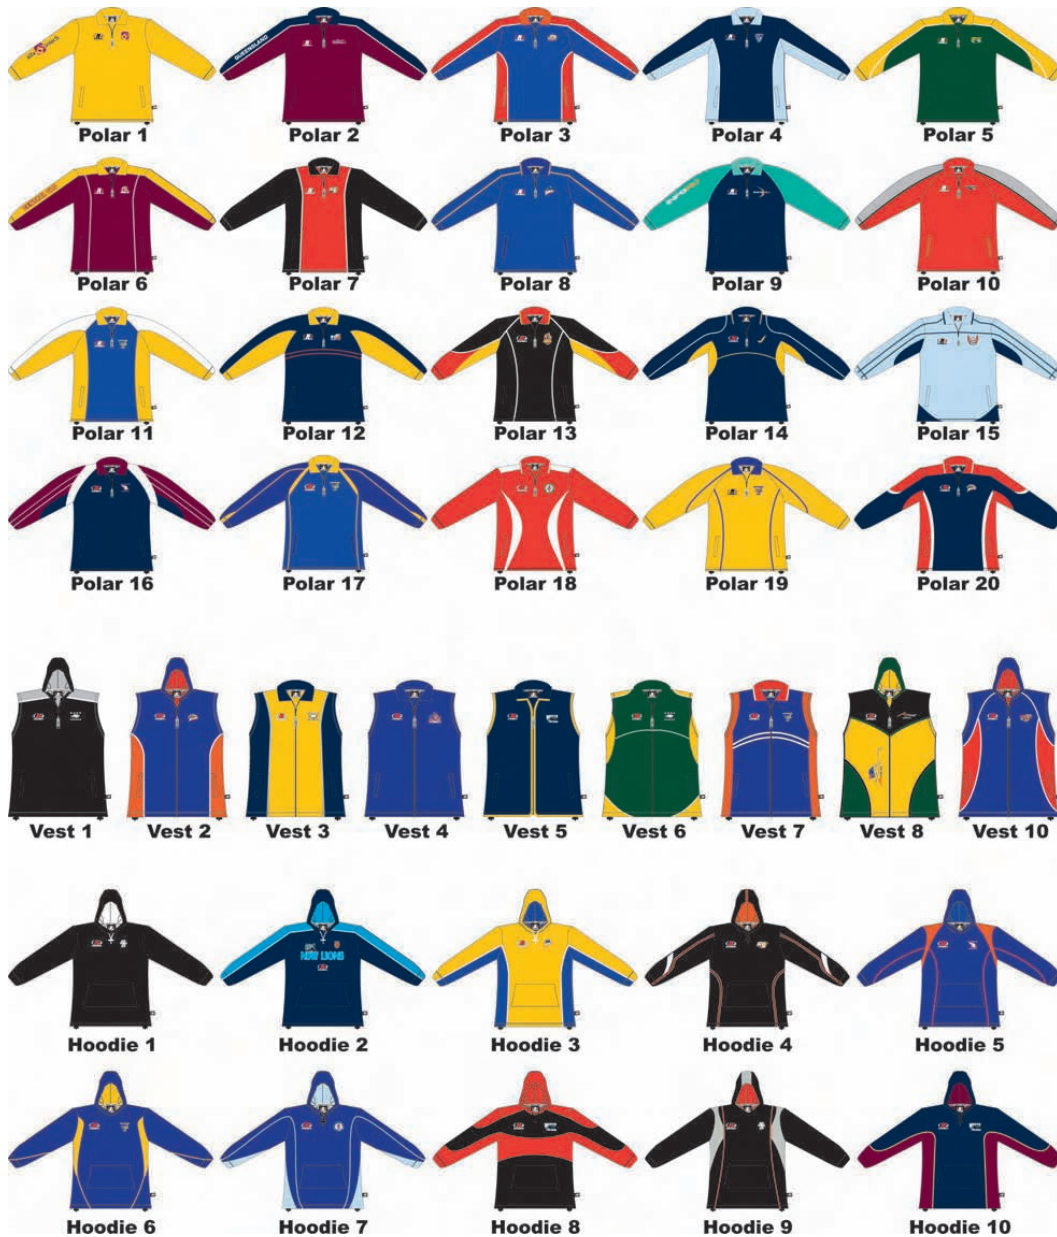 QUEENSLAND
Polar 1
Polar 2
Polar 3
Polar 4
Polar 5
Polar 6
Polar 7
Polar 8
Polar 9
Polar 10
Polar 11
Polar 12
Polar 13
Polar 14
Polar 15
Polar 16
Polar 17
Polar 18
Polar 19
Polar 20
Vest 1
Vest 2
Vest 3
Vest 4
Vest 5
Vest 6
Vest 7
Vest 8
Vest 10
NSW LIONS
Hoodie 1
Hoodie 2
Hoodie 3
Hoodie 4
Hoodie 5
Hoodie 6
Hoodie 7
Hoodie 8
Hoodie 9
Hoodie 10